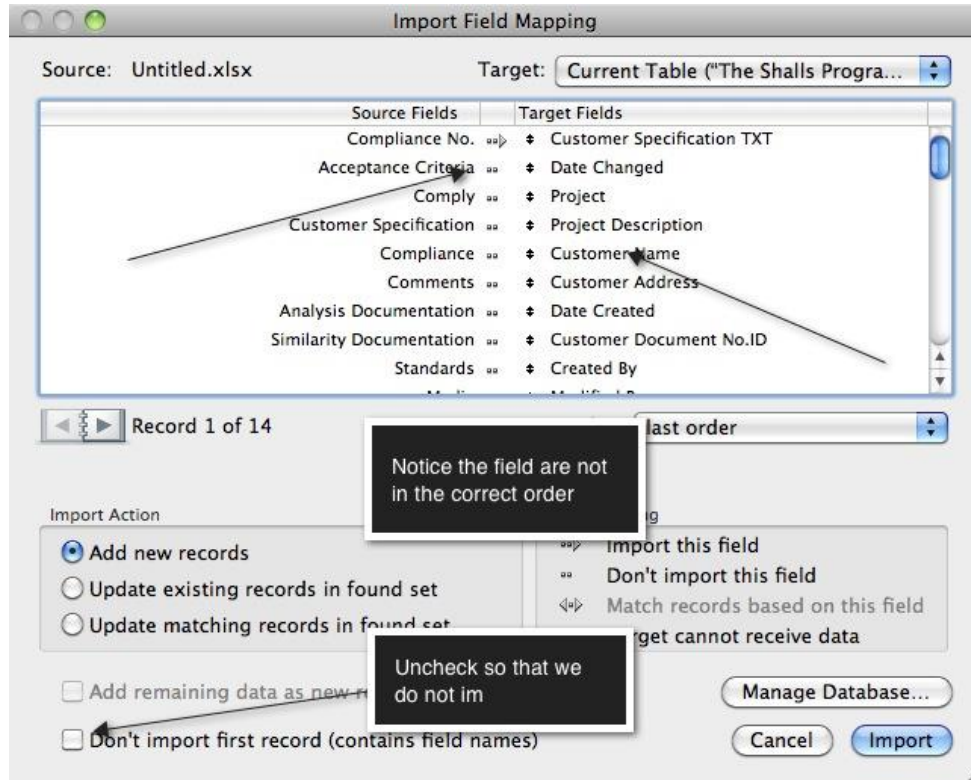 Import Field Mapping
Source: Untitled.xlsx Target: Current Table ("The Shalls Progra...
Source Fields Target Fields
Compliance No. Customer Specification TXT
Acceptance Criteria Date Changed
Comply Project
Customer Specification Project Description
Compliance Customer Name
Comments Customer Address
Analysis Documentation Date Created
Similarity Documentation Customer Document No.ID
Standards Created By
Record 1 of 14 last order
Notice the field are not
in the correct order
Import Action
Add new records Import this field
Update existing records in found set Don't import this field
Update matching records in found set Match records based on this field
cannot receive data
Uncheck so that we
do not im
Add remaining data as new Manage Database...
Don't import first record (contains field names) Cancel Import